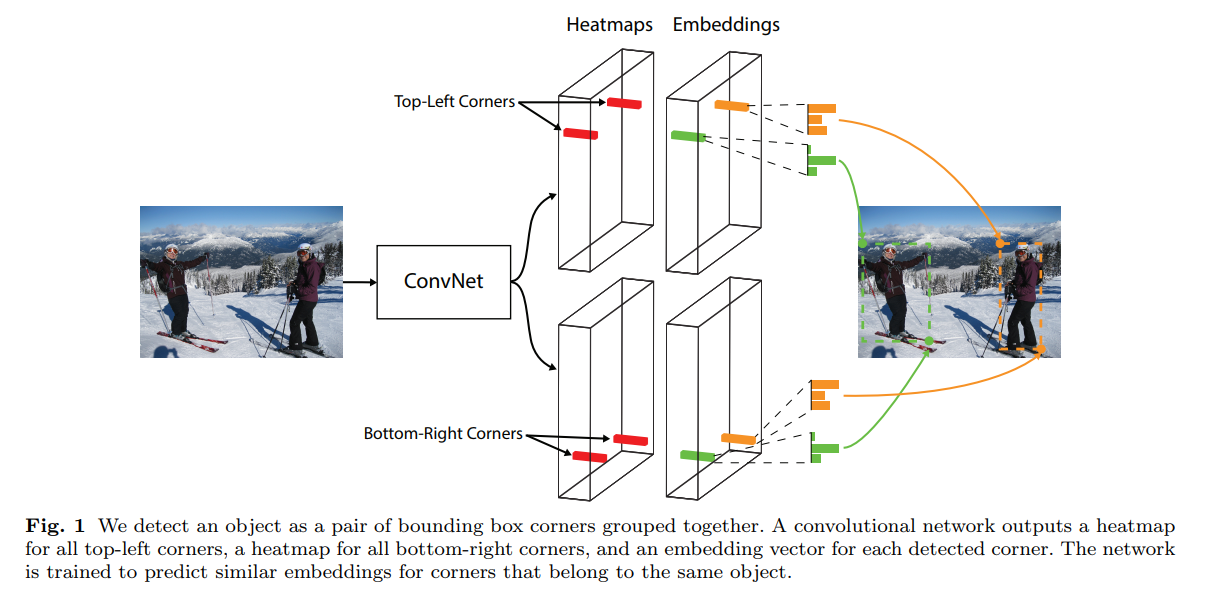 Heatmaps Embeddings
Top-Left Corners
ConvNet
Bottom-Right Corners
Fig. 1 We detect an object as a pair of bounding box corners grouped together. A convolutional network outputs a heatmap
for all top-left corners, a heatmap for all bottom-right corners, and an embedding vector for each detected corner. The network
is trained to predict similar embeddings for corners that belong to the same object.